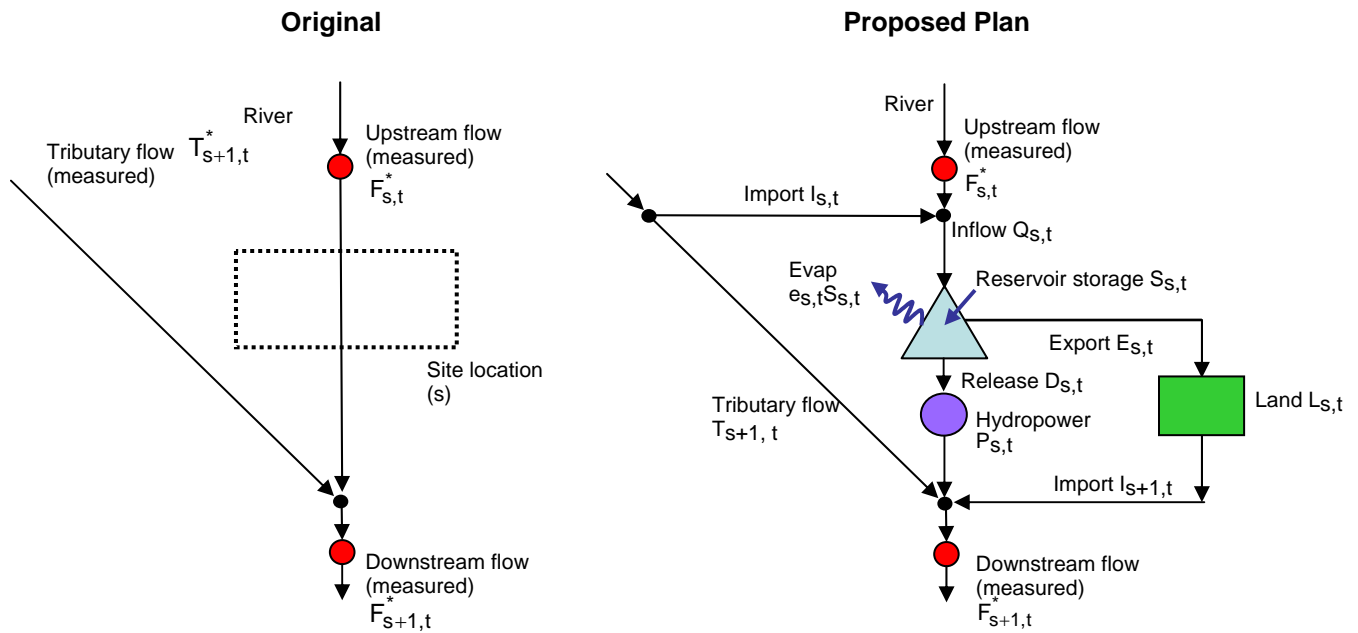 Original
River
Tributary flow T*s+1,t
(measured)
Upstream flow
(measured)
F*s,t
Site location
(s)
Downstream flow
(measured)
F*s+1,t
Proposed Plan
River
Upstream flow
(measured)
F*s,t
Import Is,t
Inflow Qs,t
Evap
es,tSs,t
Reservoir storage Ss,t
Export Es,t
Release Ds,t
Land Ls,t
Tributary flow
Ts+1, t
Hydropower
Ps,t
Import Is+1,t
Downstream flow
(measured)
F*s+1,t